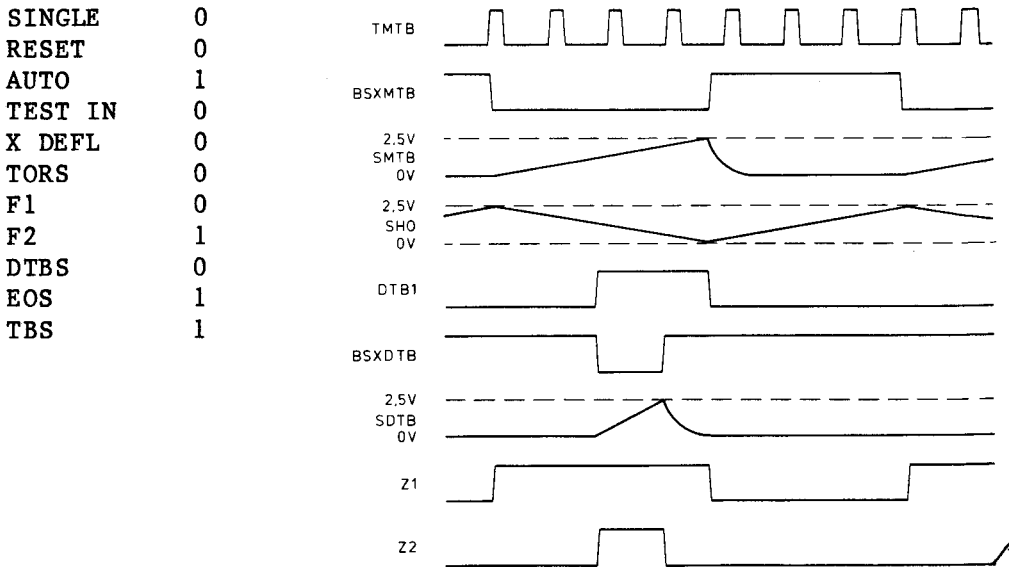 SINGLE 0
RESET 0
AUTO 1
TEST IN 0
X DEFL 0
TORS 0
F1 0
F2 1
DTBS 0
EOS 1
TBS 1
TMTB
BSXMTB
2.5V
SMTB
0V
2,5V
SHO
0V
DTB1
BSXDTB
2,5V
SDTB
0V
Z1
Z2